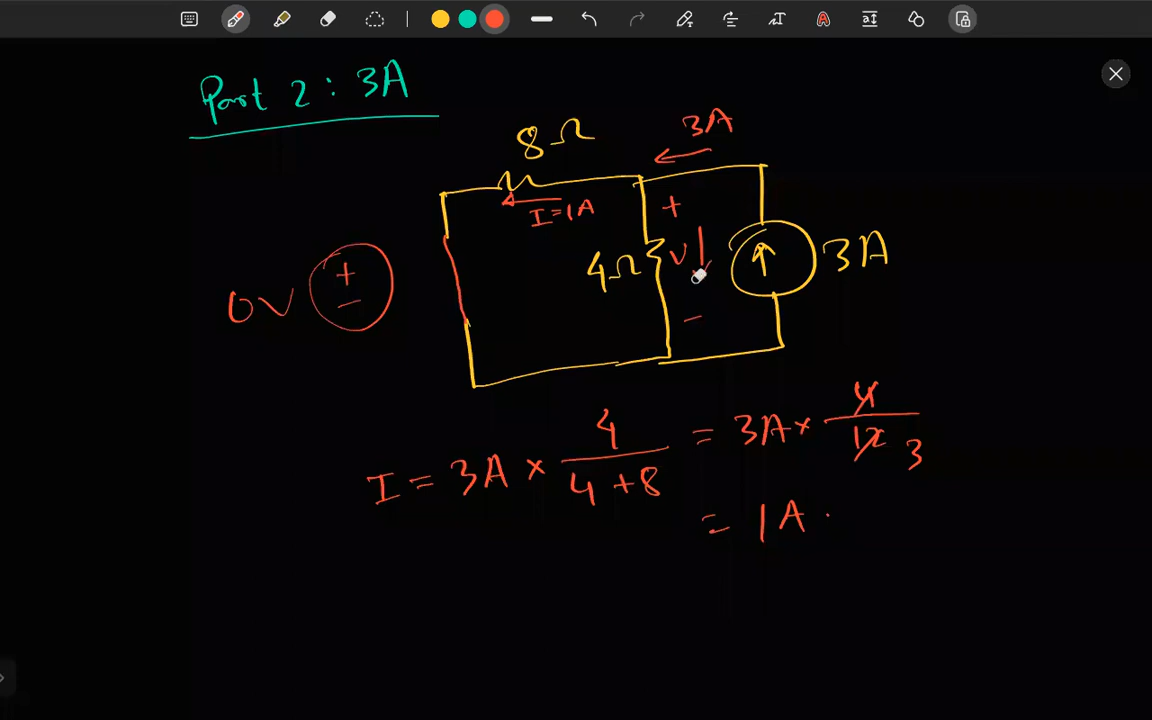 Part 2 : 3A
8Ω
3A
I=1A
+
4Ω
V
3A
+
0V
-
-
I = 3A × 4/(4+8) = 3A × 4/12 3
= 1A .